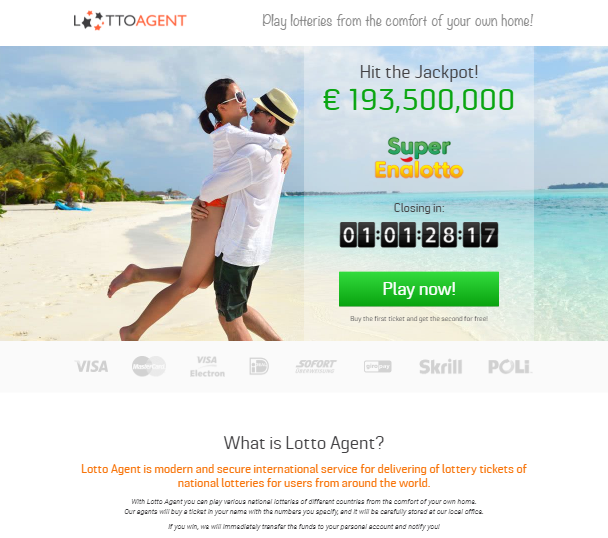 LOTTOAGENT
Play lotteries from the comfort of your own home!
Hit the Jackpot!
€ 193,500,000
Super
Enalotto
Closing in:
01:01:28:17
Play now!
Buy the first ticket and get the second for free!
VISA
MasterCard
VISA
Electron
iD
SOFORT
giropay
Skrill
POLi
What is Lotto Agent?
Lotto Agent is modern and secure international service for delivering of lottery tickets of
national lotteries for users from around the world.
With Lotto Agent you can play various national lotteries of different countries from the comfort of your own home.
Our agents will buy a ticket in your name with the numbers you specify, and it will be carefully stored at our local office.
If you win, we will immediately transfer the funds to your personal account and notify you!